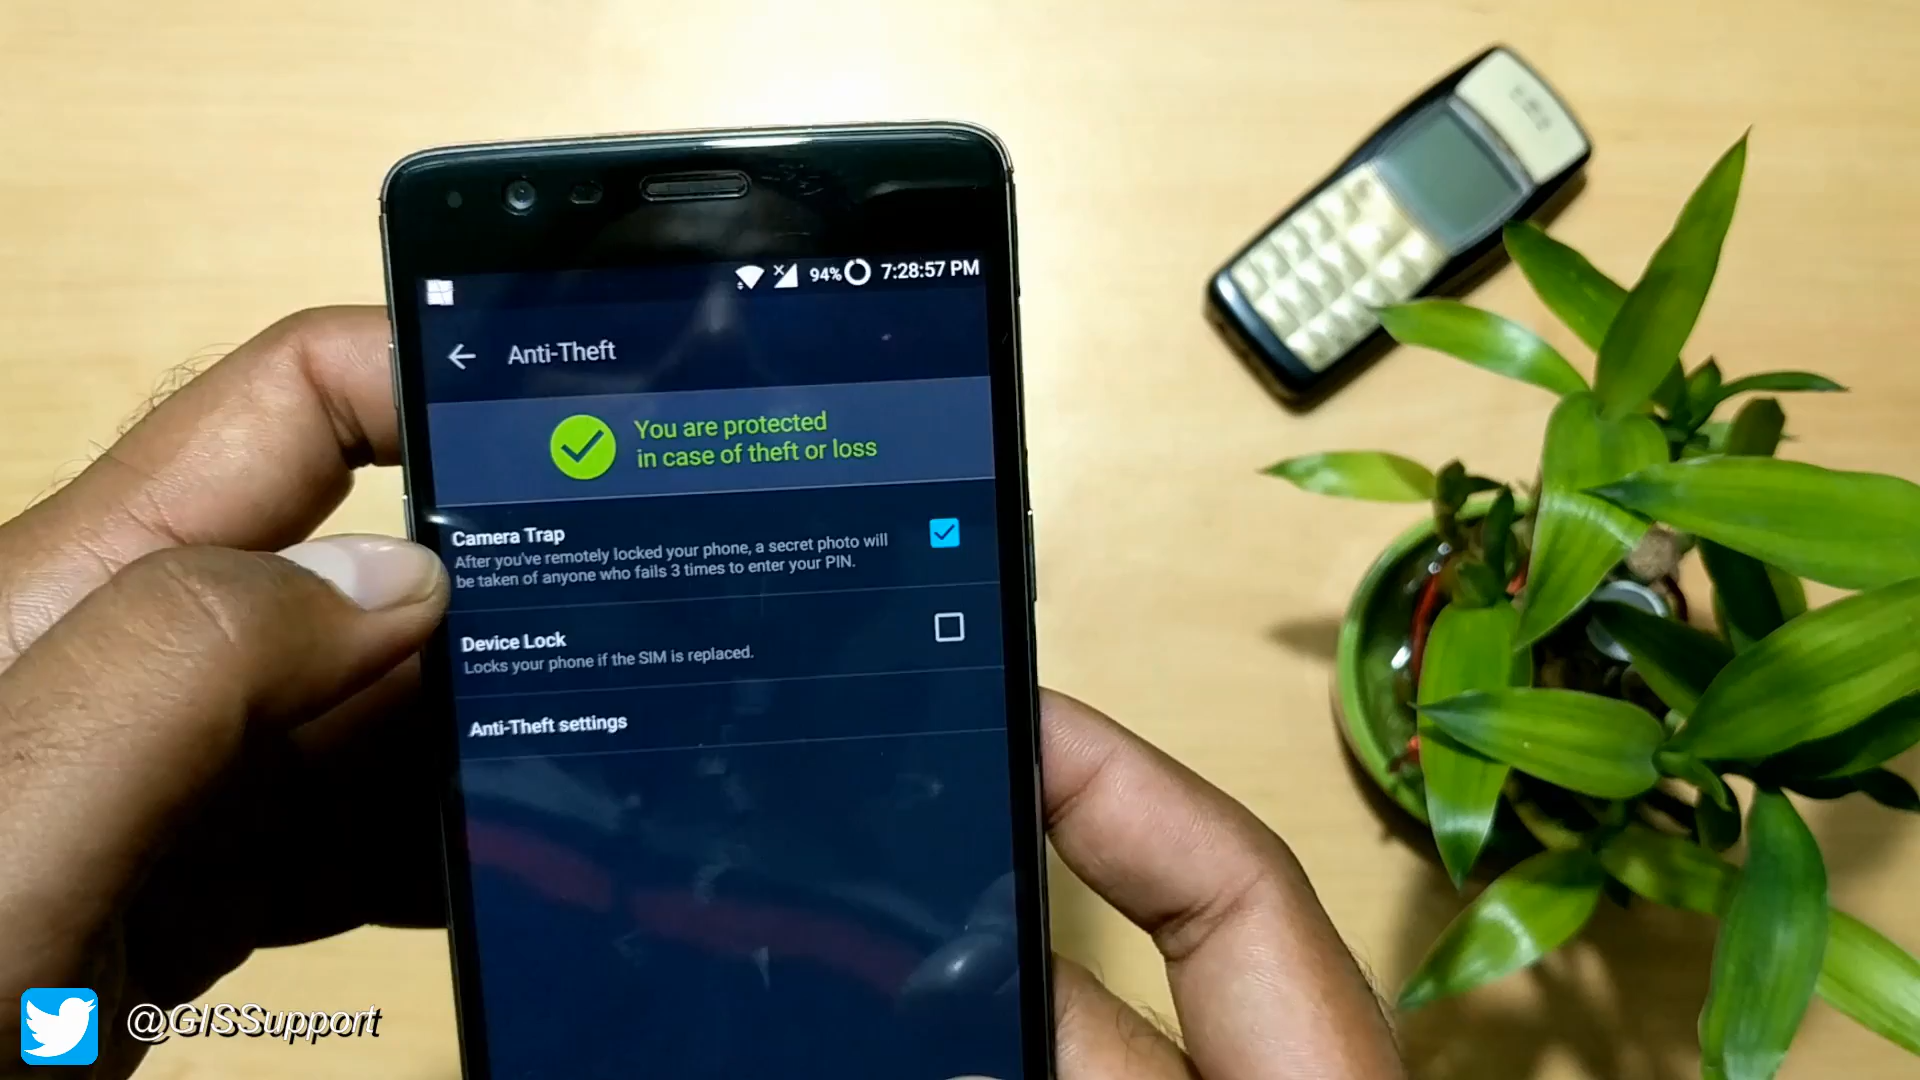 94% 7:28:57 PM
Anti-Theft
You are protected
in case of theft or loss
Camera Trap
After you've remotely locked your phone, a secret photo will
be taken of anyone who fails 3 times to enter your PIN.
Device Lock
Locks your phone if the SIM is replaced.
Anti-Theft settings
@GISSupport